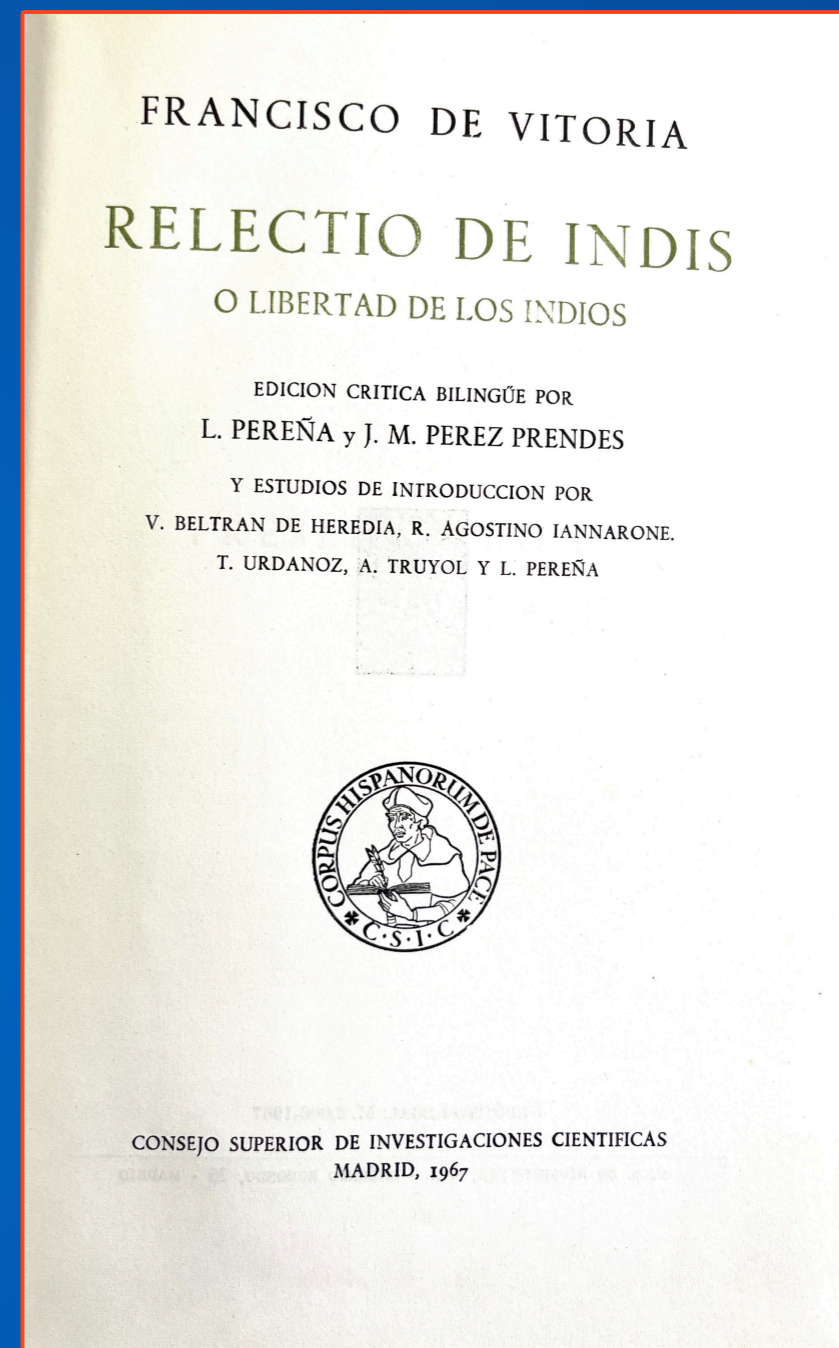 FRANCISCO DE VITORIA
RELECTIO DE INDIS
O LIBERTAD DE LOS INDIOS
EDICION CRITICA BILINGÜE POR
L. PEREÑA y J. M. PEREZ PRENDES
Y ESTUDIOS DE INTRODUCCION POR
V. BELTRAN DE HEREDIA, R. AGOSTINO IANNARONE.
T. URDANOZ, A. TRUYOL Y L. PEREÑA
CORPUS HISPANORUM DE PACE
C·S·I·C
CONSEJO SUPERIOR DE INVESTIGACIONES CIENTIFICAS
MADRID, 1967